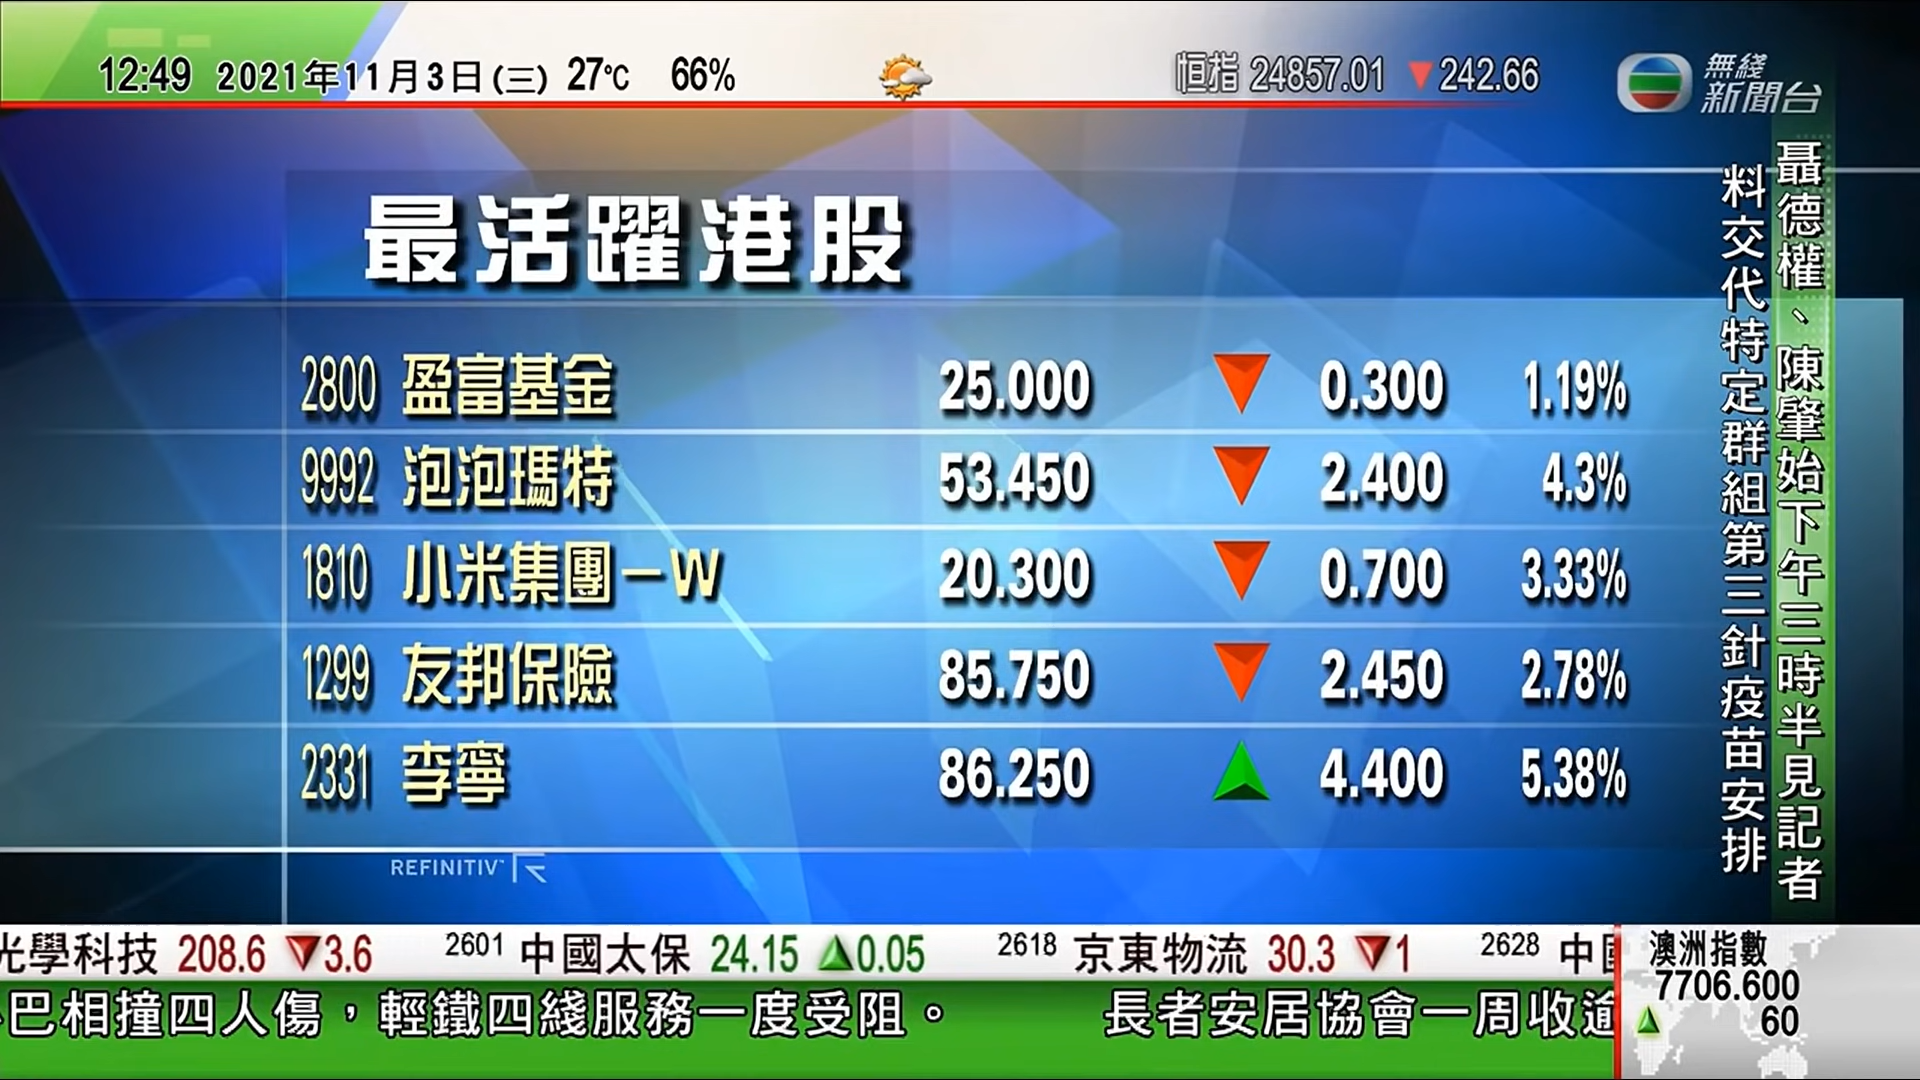 12:49 2021年11月3日(三) 27℃ 66% 恒指 24857.01 ▼242.66
無綫
新聞台
最活躍港股
2800 盈富基金 25.000 ▼ 0.300 1.19%
9992 泡泡瑪特 53.450 ▼ 2.400 4.3%
1810 小米集團－W 20.300 ▼ 0.700 3.33%
1299 友邦保險 85.750 ▼ 2.450 2.78%
2331 李寧 86.250 ▲ 4.400 5.38%
REFINITIV
聶德權、陳肇始下午三時半見記者
料交代特定群組第三針疫苗安排
光學科技 208.6 ▼3.6 2601 中國太保 24.15 ▲0.05 2618 京東物流 30.3 ▼1 2628 中
巴相撞四人傷，輕鐵四綫服務一度受阻。 長者安居協會一周收逾
澳洲指數
7706.600
▲ 60